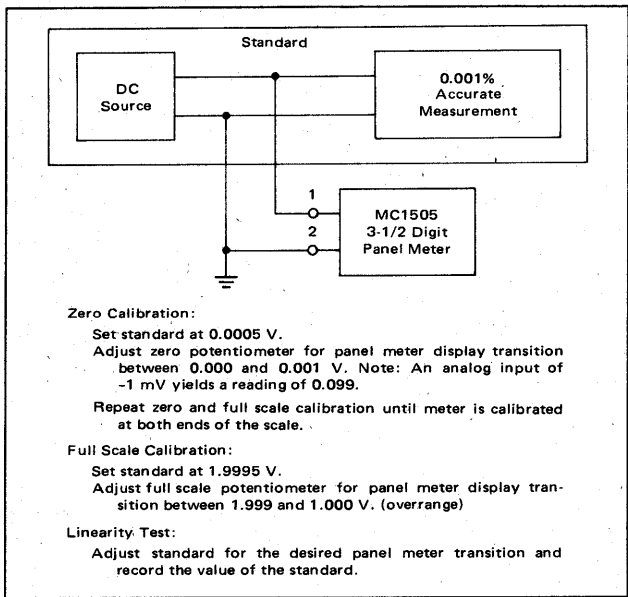 Standard
DC
Source
0.001%
Accurate
Measurement
1
2
MC1505
3-1/2 Digit
Panel Meter
Zero Calibration:
Set standard at 0.0005 V.
Adjust zero potentiometer for panel meter display transition
between 0.000 and 0.001 V. Note: An analog input of
-1 mV yields a reading of 0.099.
Repeat zero and full scale calibration until meter is calibrated
at both ends of the scale.
Full Scale Calibration:
Set standard at 1.9995 V.
Adjust full scale potentiometer for panel meter display tran-
sition between 1.999 and 1.000 V. (overrange)
Linearity Test:
Adjust standard for the desired panel meter transition and
record the value of the standard.